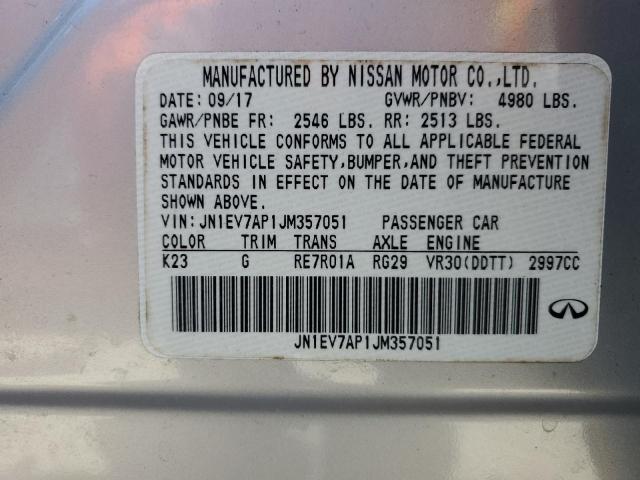 MANUFACTURED BY NISSAN MOTOR CO.,LTD.
DATE: 09/17 GVWR/PNBV: 4980 LBS.
GAWR/PNBE FR: 2546 LBS. RR: 2513 LBS.
THIS VEHICLE CONFORMS TO ALL APPLICABLE FEDERAL
MOTOR VEHICLE SAFETY,BUMPER,AND THEFT PREVENTION
STANDARDS IN EFFECT ON THE DATE OF MANUFACTURE
SHOWN ABOVE.
VIN: JN1EV7AP1JM357051 PASSENGER CAR
COLOR TRIM TRANS AXLE ENGINE
K23 G RE7R01A RG29 VR30(DDTT) 2997CC
JN1EV7AP1JM357051